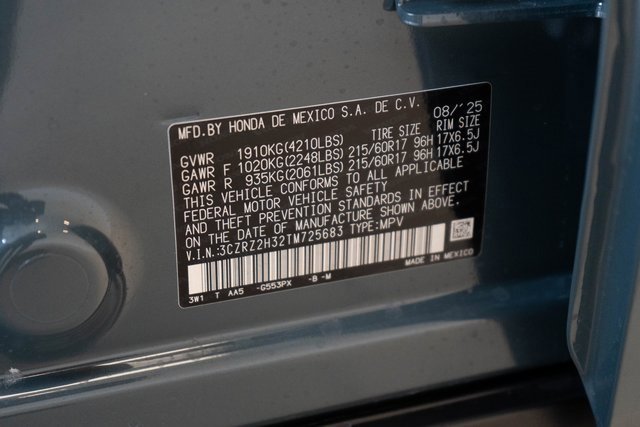 MFD.BY HONDA DE MEXICO S.A. DE C.V. 08/'25
TIRE SIZE RIM SIZE
GVWR 1910KG(4210LBS)
GAWR F 1020KG(2248LBS) 215/60R17 96H 17X6.5J
GAWR R 935KG(2061LBS) 215/60R17 96H 17X6.5J
THIS VEHICLE CONFORMS TO ALL APPLICABLE
FEDERAL MOTOR VEHICLE SAFETY
AND THEFT PREVENTION STANDARDS IN EFFECT
ON THE DATE OF MANUFACTURE SHOWN ABOVE.
V.I.N.:3CZRZ2H32TM725683 TYPE:MPV
3W1 T AA5 -G553PX -B -M MADE IN MEXICO